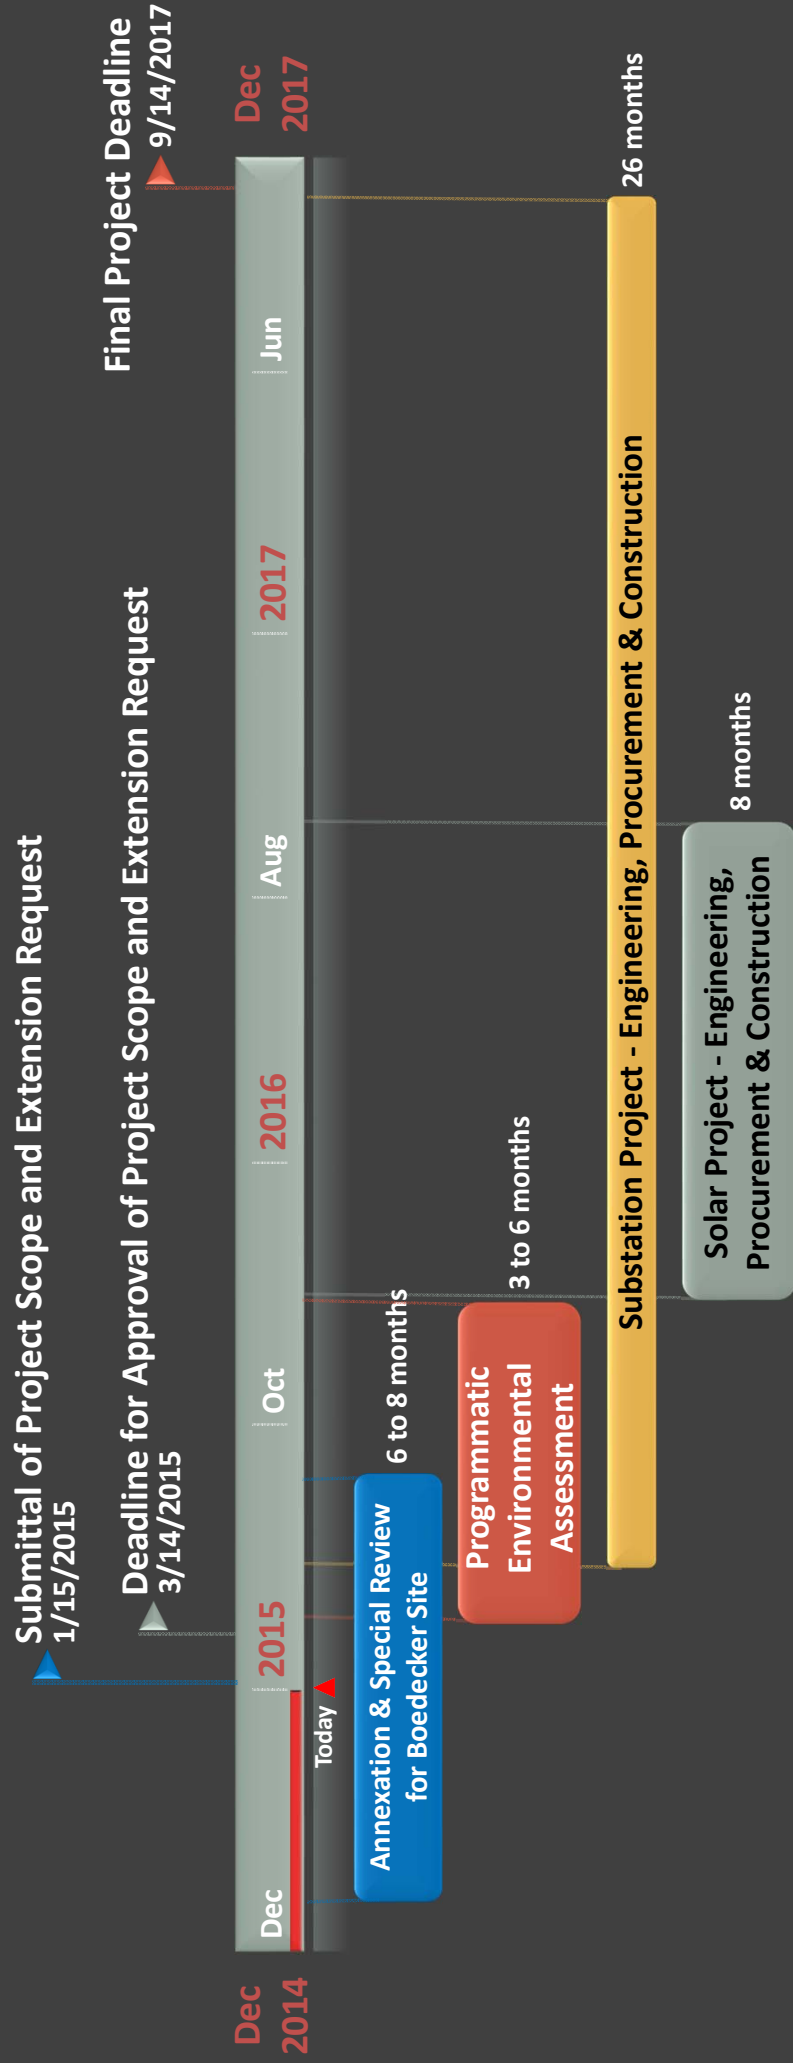 Submittal of Project Scope and Extension Request
1/15/2015
Deadline for Approval of Project Scope and Extension Request
3/14/2015
Final Project Deadline
9/14/2017
Dec
2014
Dec
2015
Oct
2016
Aug
2017
Jun
Dec
2017
Today
Annexation & Special Review
for Boedecker Site
6 to 8 months
Programmatic
Environmental
Assessment
3 to 6 months
Substation Project - Engineering, Procurement & Construction
26 months
Solar Project - Engineering,
Procurement & Construction
8 months